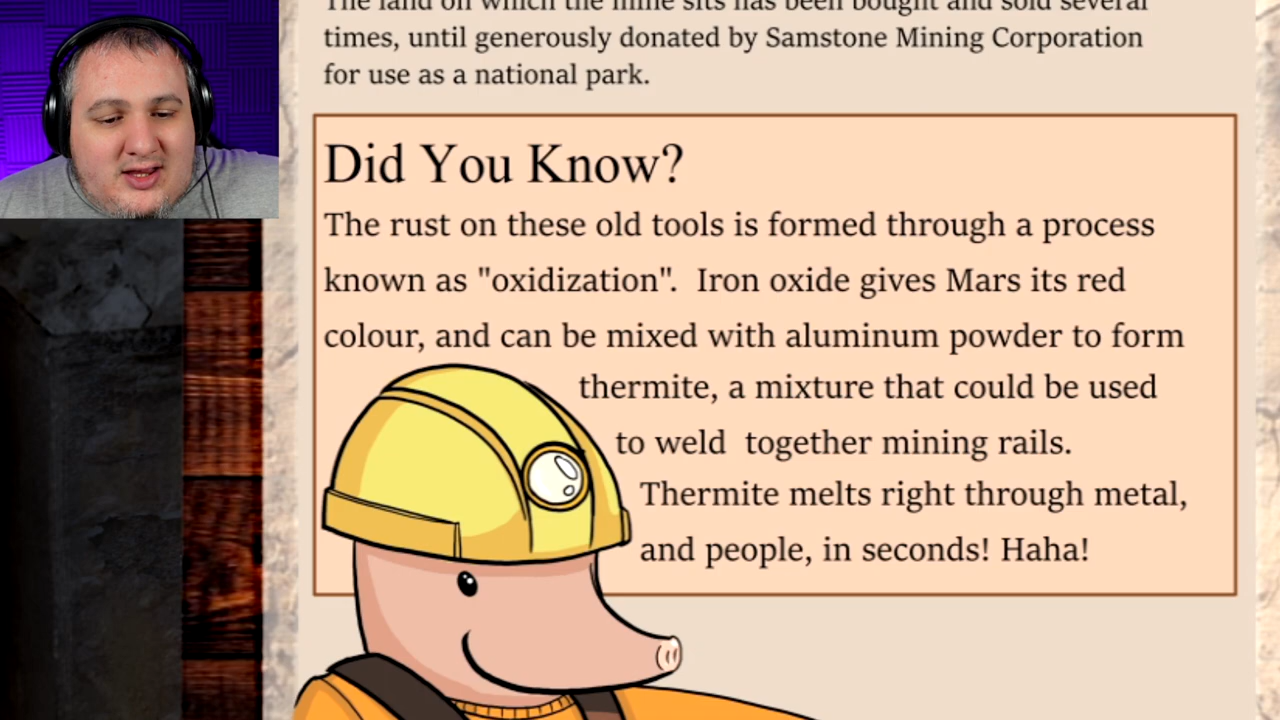 The land on which the mine sits has been bought and sold several
times, until generously donated by Samstone Mining Corporation
for use as a national park.
Did You Know?
The rust on these old tools is formed through a process
known as "oxidization".  Iron oxide gives Mars its red
colour, and can be mixed with aluminum powder to form
thermite, a mixture that could be used
to weld  together mining rails.
Thermite melts right through metal,
and people, in seconds! Haha!